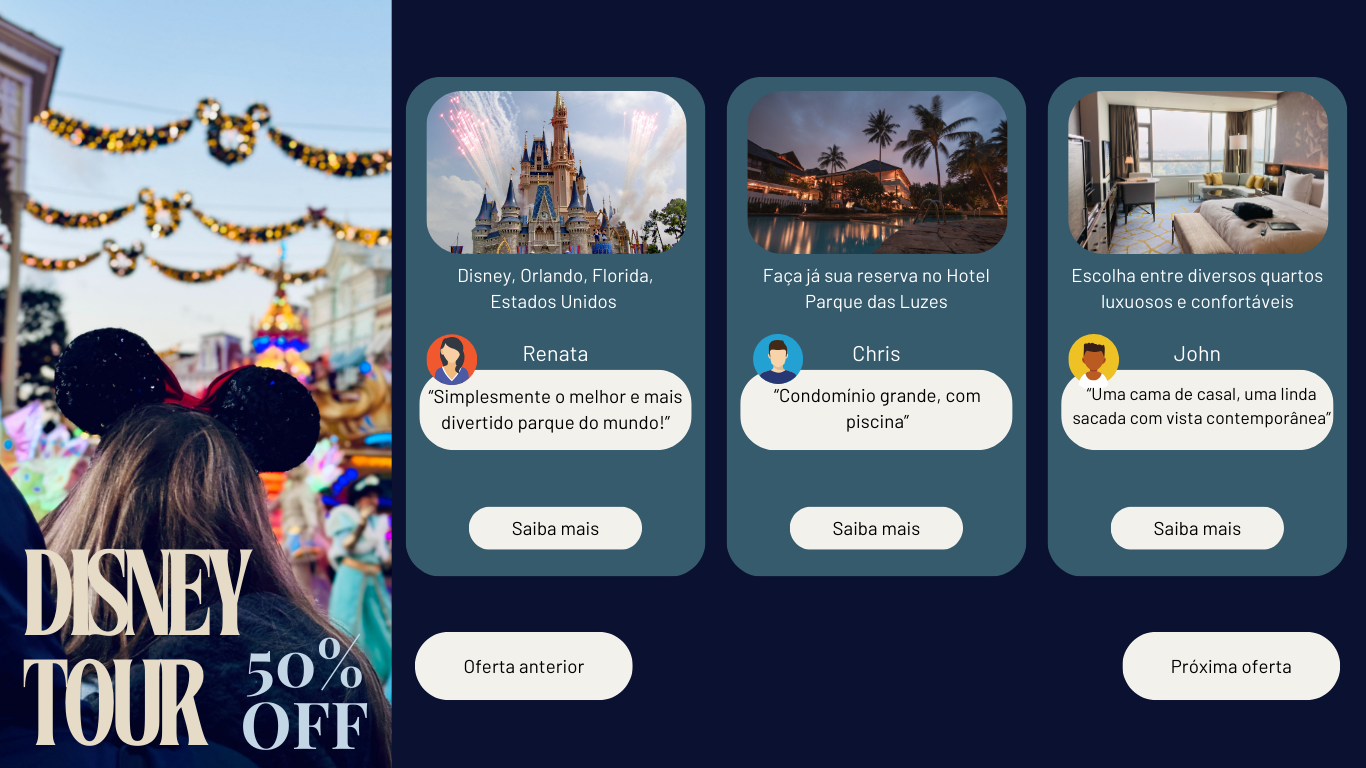 DISNEY
TOUR
50%
OFF
Disney, Orlando, Florida,
Estados Unidos
Renata
“Simplesmente o melhor e mais
divertido parque do mundo!”
Saiba mais
Faça já sua reserva no Hotel
Parque das Luzes
Chris
“Condomínio grande, com
piscina”
Saiba mais
Escolha entre diversos quartos
luxuosos e confortáveis
John
“Uma cama de casal, uma linda
sacada com vista contemporânea”
Saiba mais
Oferta anterior
Próxima oferta